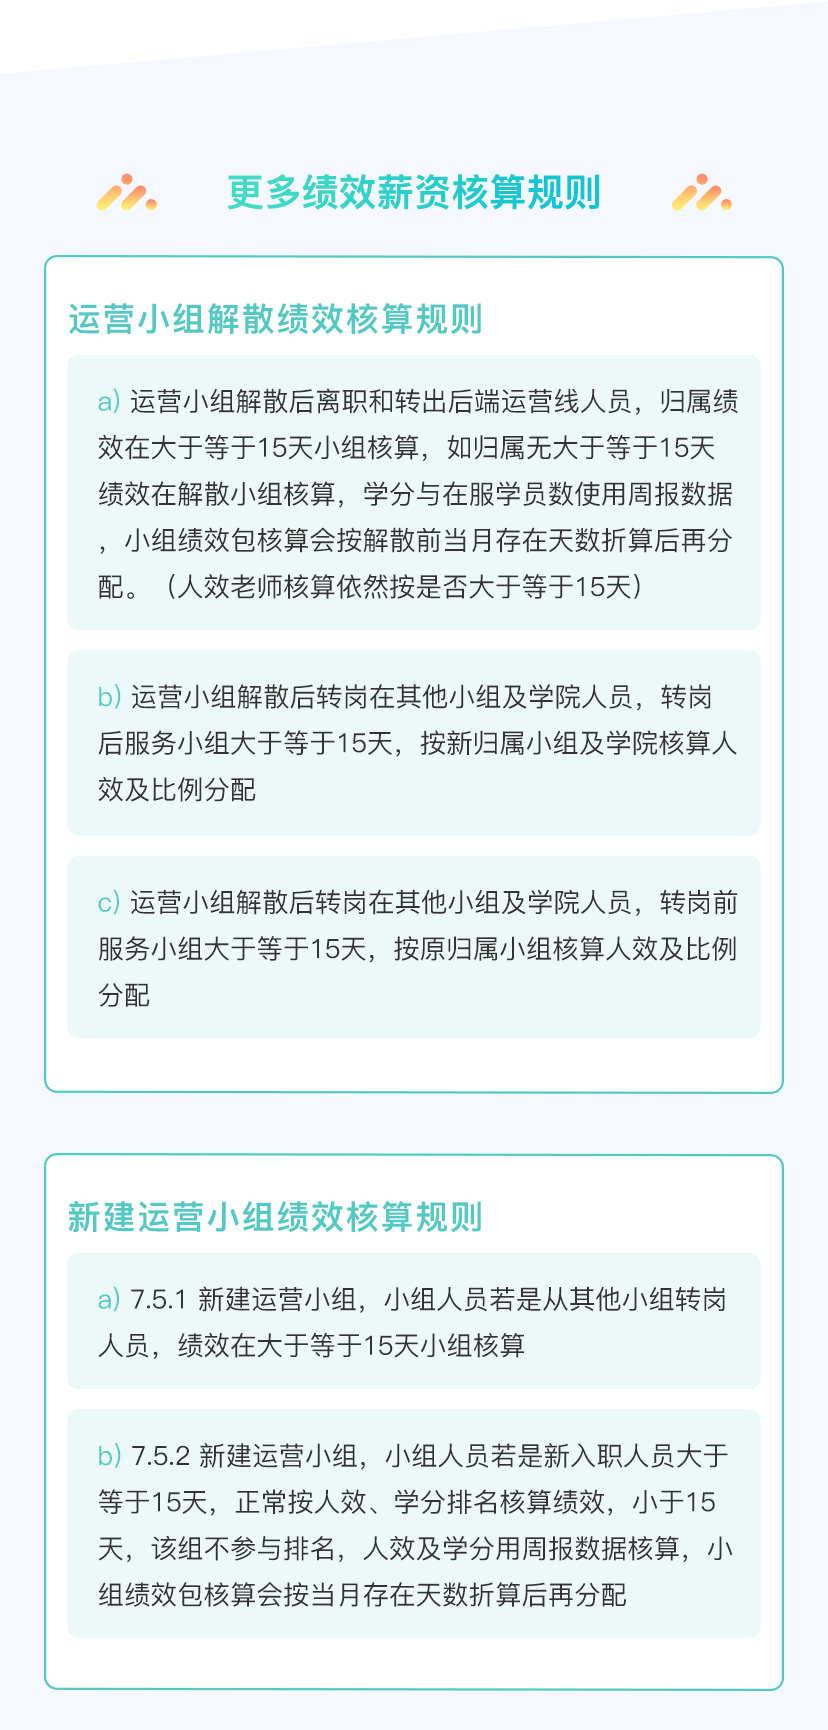 更多绩效薪资核算规则
运营小组解散绩效核算规则
a) 运营小组解散后离职和转出后端运营线人员，归属绩
效在大于等于15天小组核算，如归属无大于等于15天
绩效在解散小组核算，学分与在服学员数使用周报数据
，小组绩效包核算会按解散前当月存在天数折算后再分
配。（人效老师核算依然按是否大于等于15天）
b) 运营小组解散后转岗在其他小组及学院人员，转岗
后服务小组大于等于15天，按新归属小组及学院核算人
效及比例分配
c) 运营小组解散后转岗在其他小组及学院人员，转岗前
服务小组大于等于15天，按原归属小组核算人效及比例
分配
新建运营小组绩效核算规则
a) 7.5.1 新建运营小组，小组人员若是从其他小组转岗
人员，绩效在大于等于15天小组核算
b) 7.5.2 新建运营小组，小组人员若是新入职人员大于
等于15天，正常按人效、学分排名核算绩效，小于15
天，该组不参与排名，人效及学分用周报数据核算，小
组绩效包核算会按当月存在天数折算后再分配